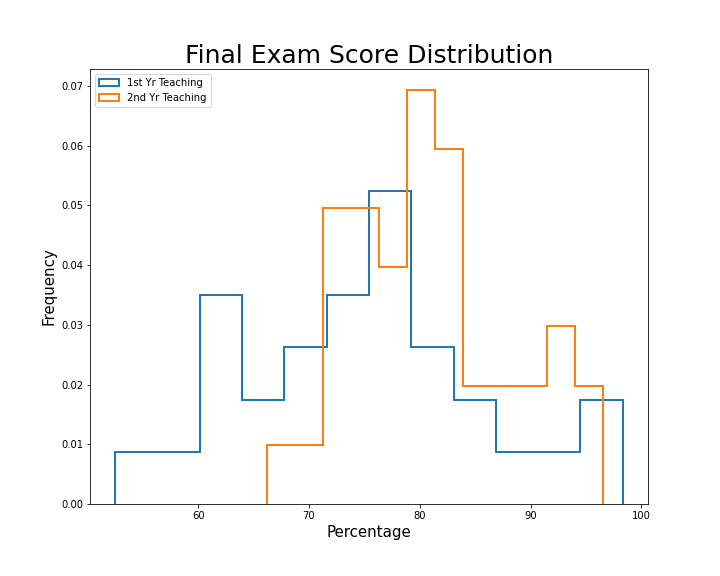 Final Exam Score Distribution
1st Yr Teaching
2nd Yr Teaching
Frequency
0.07
0.06
0.05
0.04
0.03
0.02
0.01
0.00
60 70 80 90 100
Percentage